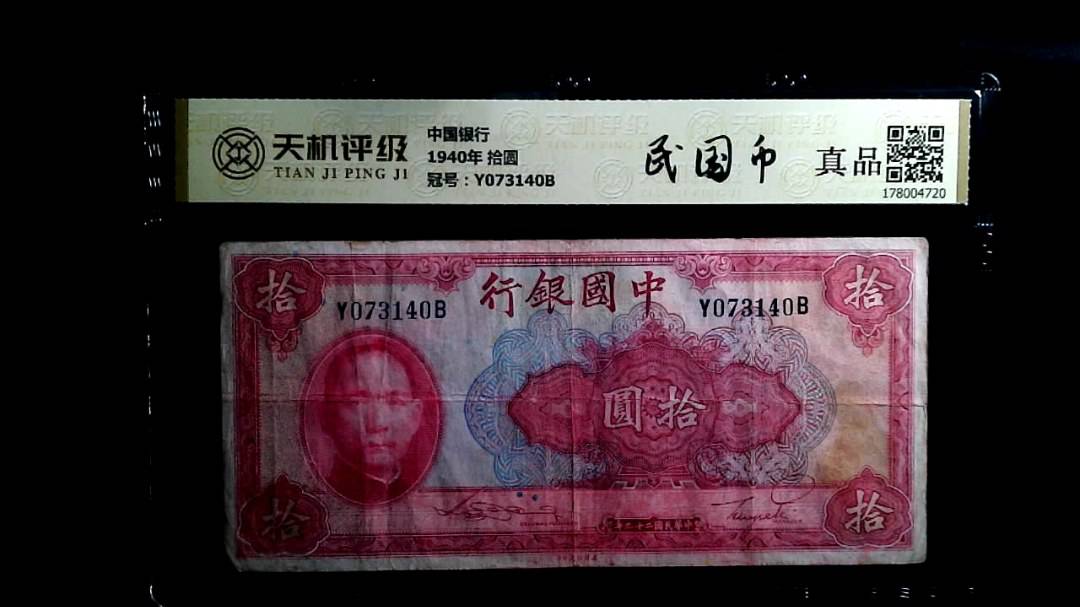 天机评级
TIAN JI PING JI
中国银行
1940年 拾圆
冠号：Y073140B
民国币
真品
178004720
行銀國中
拾
拾
Y073140B
Y073140B
圓拾
拾
拾